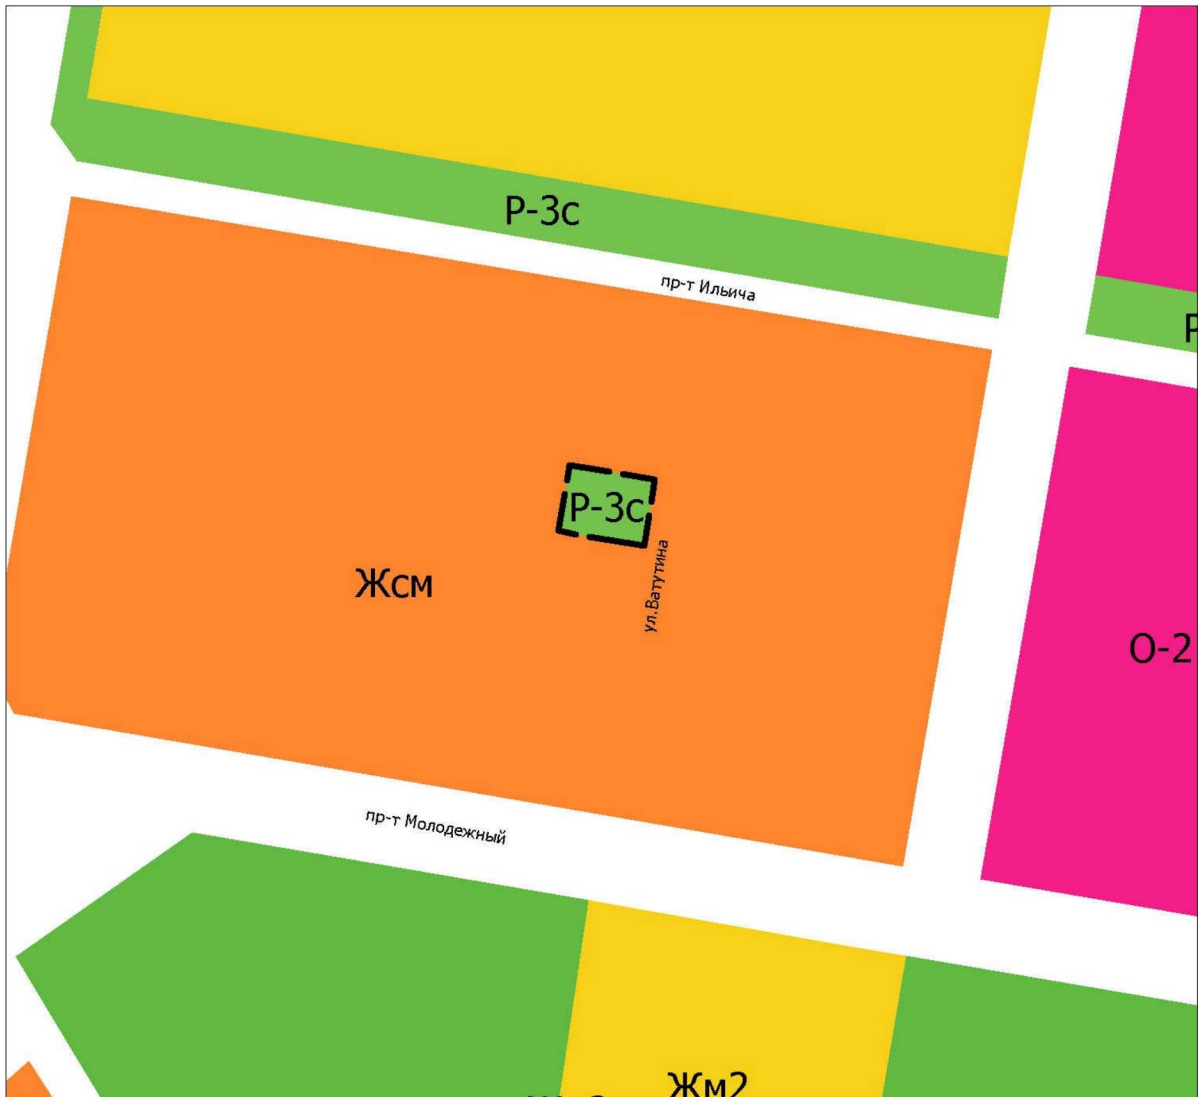 Р-3с
пр-т Ильича
Р-3с
Жсм
ул.Ватутина
О-2
пр-т Молодежный
Жм2